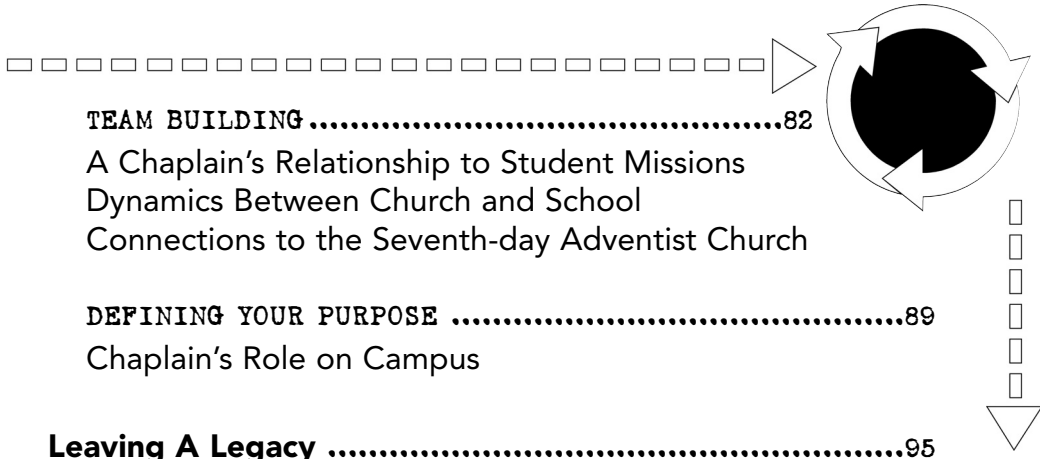 TEAM BUILDING................................................82
A Chaplain's Relationship to Student Missions
Dynamics Between Church and School
Connections to the Seventh-day Adventist Church
DEFINING YOUR PURPOSE ............................................89
Chaplain's Role on Campus
Leaving A Legacy ........................................................95